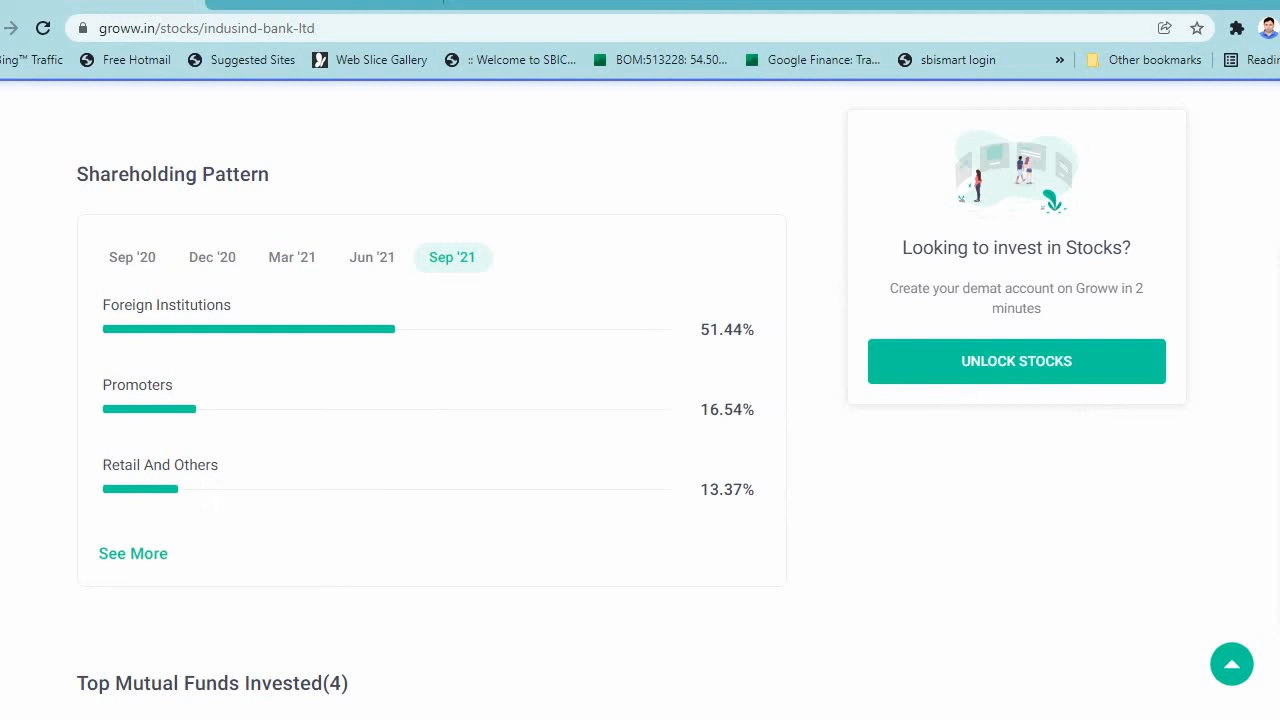 groww.in/stocks/indusind-bank-ltd
Bing™ Traffic Free Hotmail Suggested Sites Web Slice Gallery :: Welcome to SBIC... BOM:513228: 54.50... Google Finance: Tra... sbismart login » Other bookmarks
Shareholding Pattern
Sep '20 Dec '20 Mar '21 Jun '21 Sep '21
Foreign Institutions
51.44%
Promoters
16.54%
Retail And Others
13.37%
See More
Top Mutual Funds Invested(4)
Looking to invest in Stocks?
Create your demat account on Groww in 2
minutes
UNLOCK STOCKS